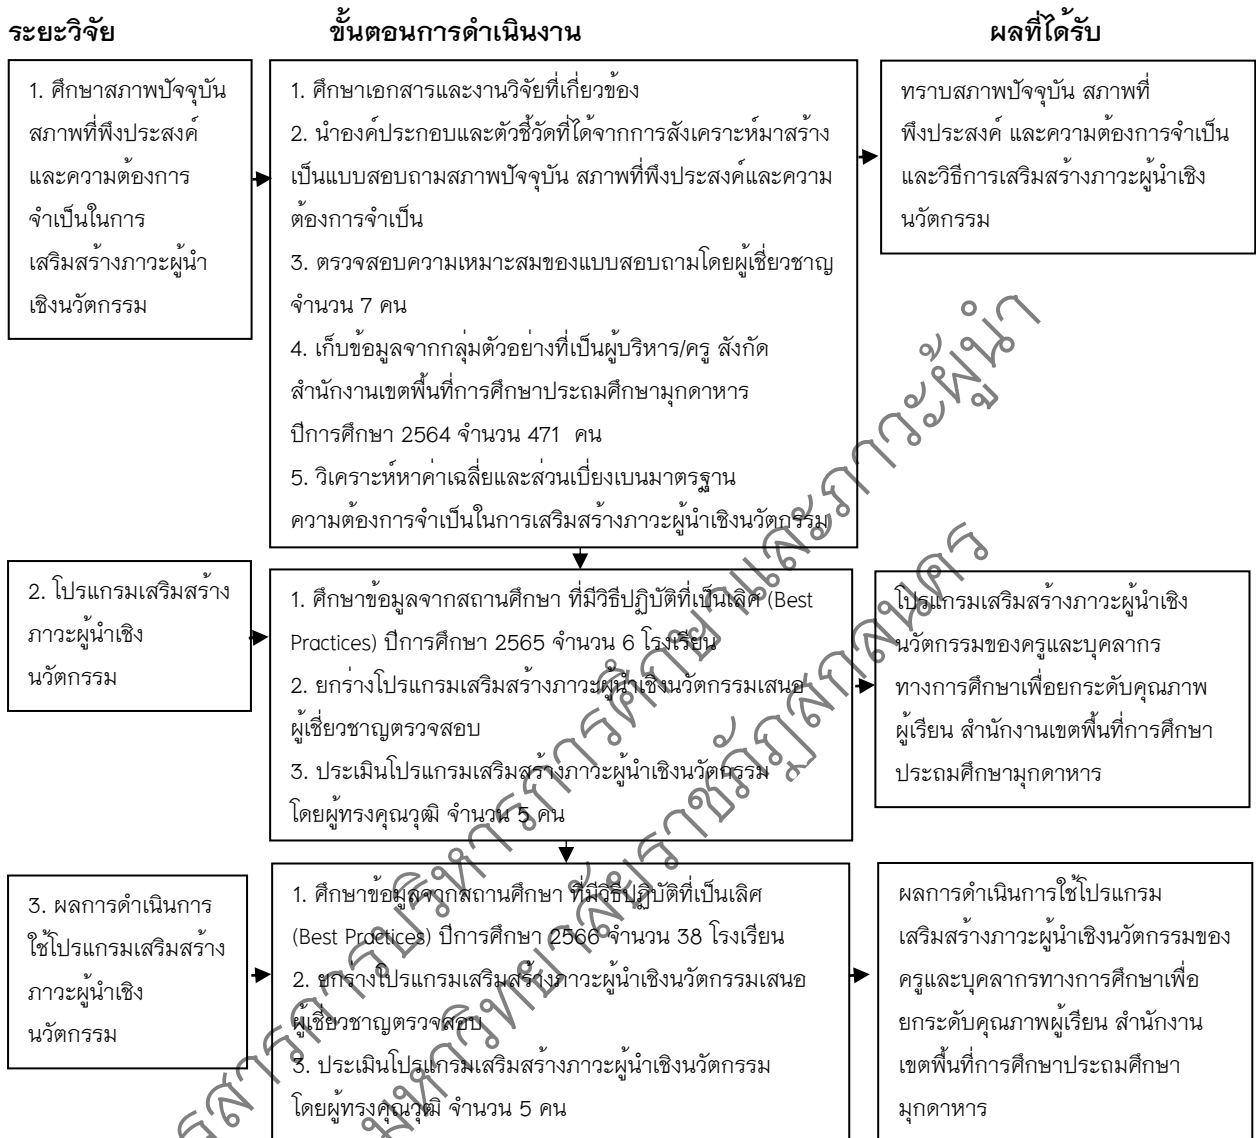 ระยะวิจัย
ขั้นตอนการดำเนินงาน
ผลที่ได้รับ
1. ศึกษาสภาพปัจจุบัน
สภาพที่พึงประสงค์
และความต้องการ
จำเป็นในการ
เสริมสร้างภาวะผู้นำ
เชิงนวัตกรรม
1. ศึกษาเอกสารและงานวิจัยที่เกี่ยวข้อง
2. นำองค์ประกอบและตัวชี้วัดที่ได้จากการสังเคราะห์มาสร้าง
เป็นแบบสอบถามสภาพปัจจุบัน สภาพที่พึงประสงค์และความ
ต้องการจำเป็น
3. ตรวจสอบความเหมาะสมของแบบสอบถามโดยผู้เชี่ยวชาญ
จำนวน 7 คน
4. เก็บข้อมูลจากกลุ่มตัวอย่างที่เป็นผู้บริหาร/ครู สังกัด
สำนักงานเขตพื้นที่การศึกษาประถมศึกษามุกดาหาร
ปีการศึกษา 2564 จำนวน 471 คน
5. วิเคราะห์หาค่าเฉลี่ยและส่วนเบี่ยงเบนมาตรฐาน
ความต้องการจำเป็นในการเสริมสร้างภาวะผู้นำเชิงนวัตกรรม
ทราบสภาพปัจจุบัน สภาพที่
พึงประสงค์ และความต้องการจำเป็น
และวิธีการเสริมสร้างภาวะผู้นำเชิง
นวัตกรรม
2. โปรแกรมเสริมสร้าง
ภาวะผู้นำเชิง
นวัตกรรม
1. ศึกษาข้อมูลจากสถานศึกษา ที่มีวิธีปฏิบัติที่เป็นเลิศ (Best
Practices) ปีการศึกษา 2565 จำนวน 6 โรงเรียน
2. ยกร่างโปรแกรมเสริมสร้างภาวะผู้นำเชิงนวัตกรรมเสนอ
ผู้เชี่ยวชาญตรวจสอบ
3. ประเมินโปรแกรมเสริมสร้างภาวะผู้นำเชิงนวัตกรรม
โดยผู้ทรงคุณวุฒิ จำนวน 5 คน
โปรแกรมเสริมสร้างภาวะผู้นำเชิง
นวัตกรรมของครูและบุคลากร
ทางการศึกษาเพื่อยกระดับคุณภาพ
ผู้เรียน สำนักงานเขตพื้นที่การศึกษา
ประถมศึกษามุกดาหาร
3. ผลการดำเนินการ
ใช้โปรแกรมเสริมสร้าง
ภาวะผู้นำเชิง
นวัตกรรม
1. ศึกษาข้อมูลจากสถานศึกษา ที่มีวิธีปฏิบัติที่เป็นเลิศ
(Best Practices) ปีการศึกษา 2566 จำนวน 38 โรงเรียน
2. ยกร่างโปรแกรมเสริมสร้างภาวะผู้นำเชิงนวัตกรรมเสนอ
ผู้เชี่ยวชาญตรวจสอบ
3. ประเมินโปรแกรมเสริมสร้างภาวะผู้นำเชิงนวัตกรรม
โดยผู้ทรงคุณวุฒิ จำนวน 5 คน
ผลการดำเนินการใช้โปรแกรม
เสริมสร้างภาวะผู้นำเชิงนวัตกรรมของ
ครูและบุคลากรทางการศึกษาเพื่อ
ยกระดับคุณภาพผู้เรียน สำนักงาน
เขตพื้นที่การศึกษาประถมศึกษา
มุกดาหาร
รสารการบริหารการศึกษาและภาวะผู้นำ
มหาวิทยาลัยราชภัฏสกลนคร